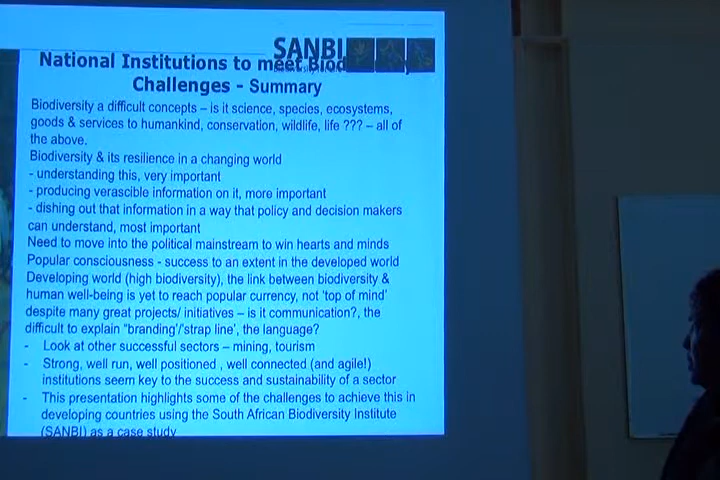 SANBI
National Institutions to meet Biod
Challenges - Summary
Biodiversity a difficult concepts – is it science, species, ecosystems,
goods & services to humankind, conservation, wildlife, life ??? – all of
the above.
Biodiversity & its resilience in a changing world
- understanding this, very important
- producing verascible information on it, more important
- dishing out that information in a way that policy and decision makers
can understand, most important
Need to move into the political mainstream to win hearts and minds
Popular consciousness - success to an extent in the developed world
Developing world (high biodiversity), the link between biodiversity &
human well-being is yet to reach popular currency, not ‘top of mind’
despite many great projects/ initiatives – is it communication?, the
difficult to explain “branding’/‘strap line’, the language?
- Look at other successful sectors – mining, tourism
- Strong, well run, well positioned , well connected (and agile!)
institutions seem key to the success and sustainability of a sector
- This presentation highlights some of the challenges to achieve this in
developing countries using the South African Biodiversity Institute
(SANBI) as a case study